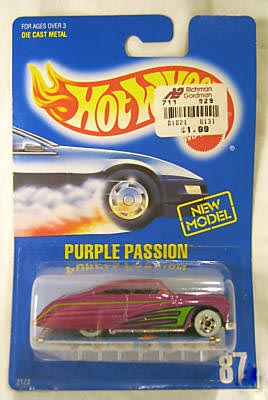 FOR AGES OVER 3
DIE CAST METAL
Hot Wheels
Richman
Gordman
711 929
01021 0131
$1.99
NEW
MODEL
PURPLE PASSION
2173
87